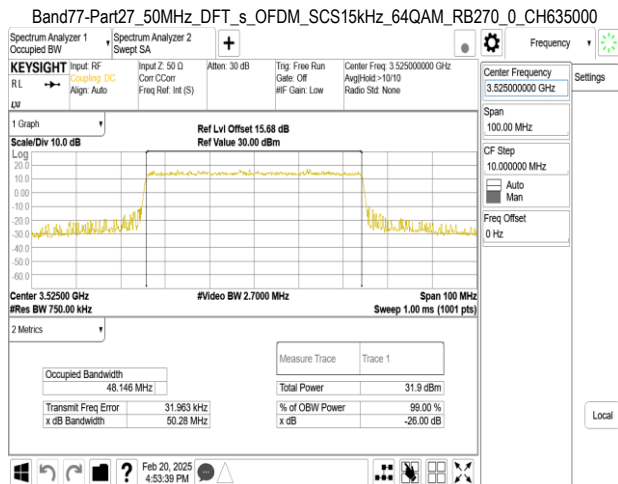 Band77-Part27_50MHz_DFT_s_OFDM_SCS15kHz_64QAM_RB270_0_CH635000
Spectrum Analyzer 1
Occupied BW
Spectrum Analyzer 2
Swept SA
+
Frequency
KEYSIGHT
RL
Input: RF
Coupling: DC
Align: Auto
Input Z: 50 Ω
Corr CCorr
Freq Ref: Int (S)
Atten: 30 dB
Trig: Free Run
Gate: Off
#IF Gain: Low
Center Freq: 3.525000000 GHz
Avg|Hold:>10/10
Radio Std: None
Center Frequency
3.525000000 GHz
Settings
Span
100.00 MHz
CF Step
10.000000 MHz
Auto
Man
Freq Offset
0 Hz
Local
1 Graph
Scale/Div 10.0 dB
Ref Lvl Offset 15.68 dB
Ref Value 30.00 dBm
Log
20.0
10.0
0.00
-10.0
-20.0
-30.0
-40.0
-50.0
-60.0
Center 3.52500 GHz
#Res BW 750.00 kHz
#Video BW 2.7000 MHz
Span 100 MHz
Sweep 1.00 ms (1001 pts)
2 Metrics
Measure Trace Trace 1
Occupied Bandwidth
48.146 MHz
Total Power 31.9 dBm
Transmit Freq Error 31.963 kHz
% of OBW Power 99.00 %
x dB Bandwidth 50.28 MHz
x dB -26.00 dB
?
Feb 20, 2025
4:53:39 PM